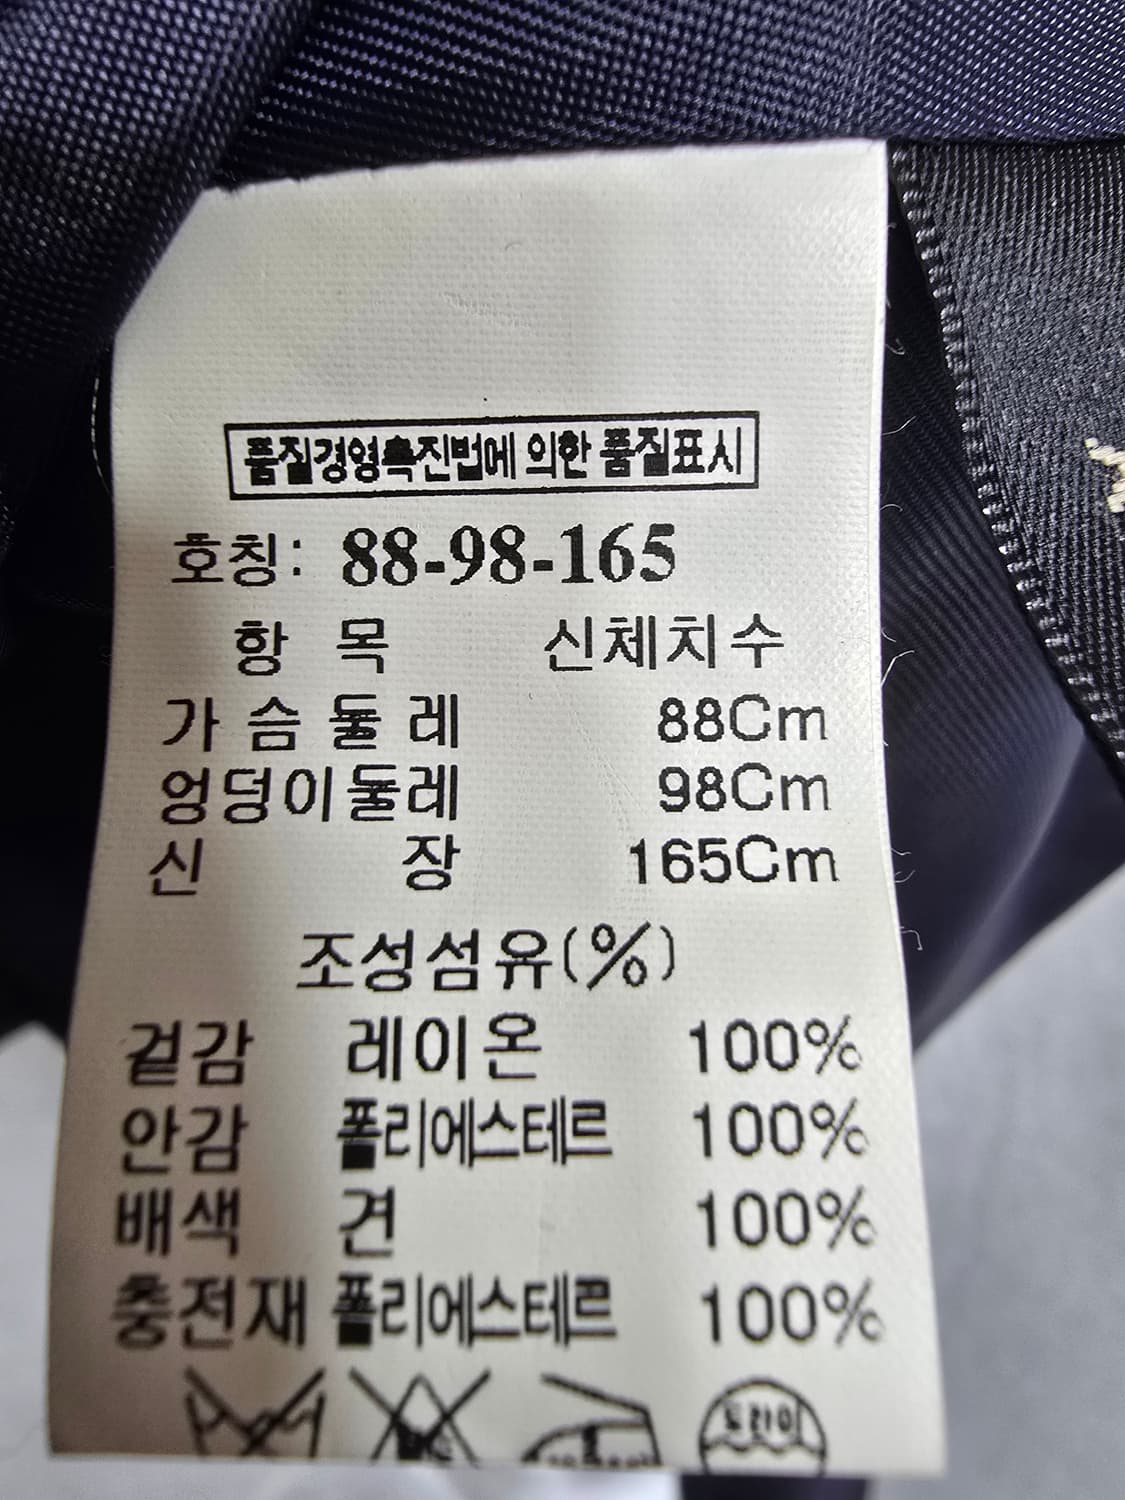 품질경영촉진법에 의한 품질표시
호칭: 88-98-165
항 목 신체치수
가 슴 둘 레 88Cm
엉덩이둘레 98Cm
신 장 165Cm
조성섬유(%)
겉감 레이온 100%
안감 폴리에스테르 100%
배색 견 100%
충전재 폴리에스테르 100%
드라이